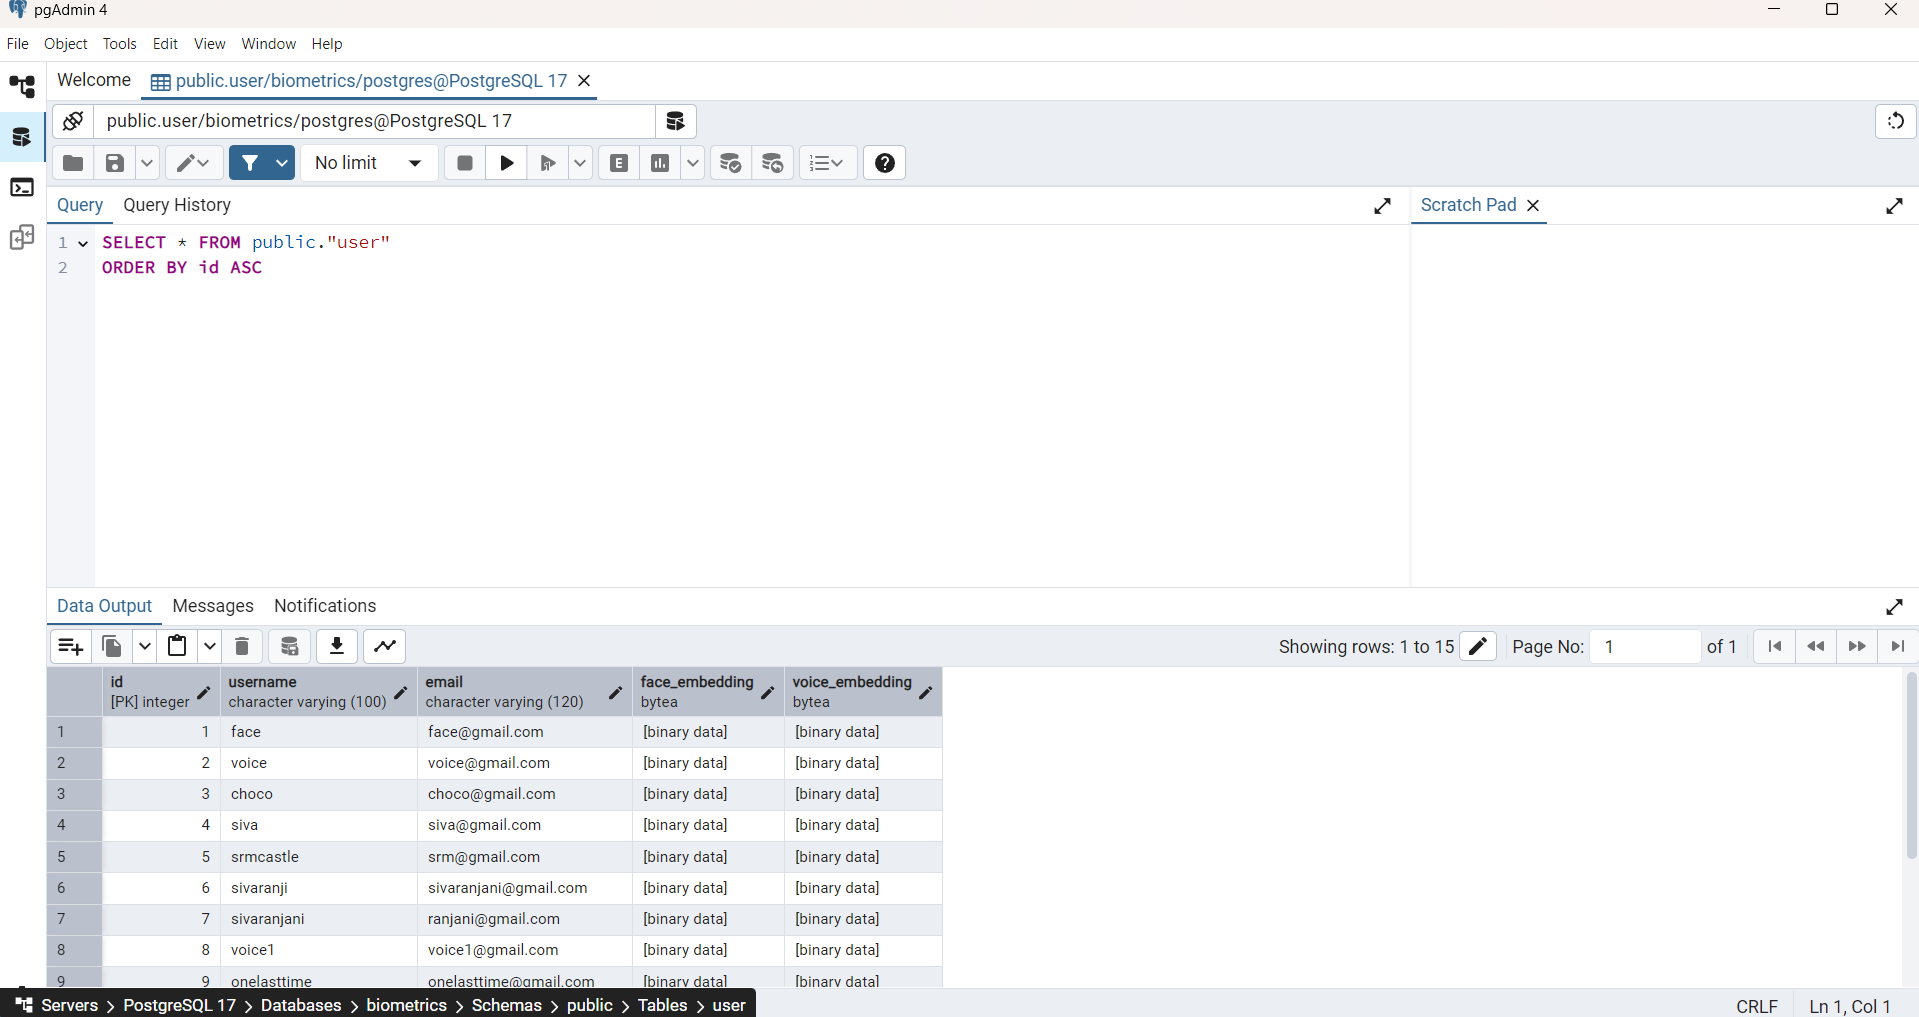 pgAdmin 4
File Object Tools Edit View Window Help
Welcome public.user/biometrics/postgres@PostgreSQL 17
public.user/biometrics/postgres@PostgreSQL 17
No limit E
Query Query History Scratch Pad
1 SELECT * FROM public."user"
2 ORDER BY id ASC
Data Output Messages Notifications
Showing rows: 1 to 15 Page No: 1 of 1
id username email face_embedding voice_embedding
[PK] integer character varying (100) character varying (120) bytea bytea
1 1 face face@gmail.com [binary data] [binary data]
2 2 voice voice@gmail.com [binary data] [binary data]
3 3 choco choco@gmail.com [binary data] [binary data]
4 4 siva siva@gmail.com [binary data] [binary data]
5 5 srmcastle srm@gmail.com [binary data] [binary data]
6 6 sivaranji sivaranjani@gmail.com [binary data] [binary data]
7 7 sivaranjani ranjani@gmail.com [binary data] [binary data]
8 8 voice1 voice1@gmail.com [binary data] [binary data]
9 9 onelasttime onelasttime@gmail.com [binary data] [binary data]
Servers > PostgreSQL 17 > Databases > biometrics > Schemas > public > Tables > user CRLF Ln 1, Col 1